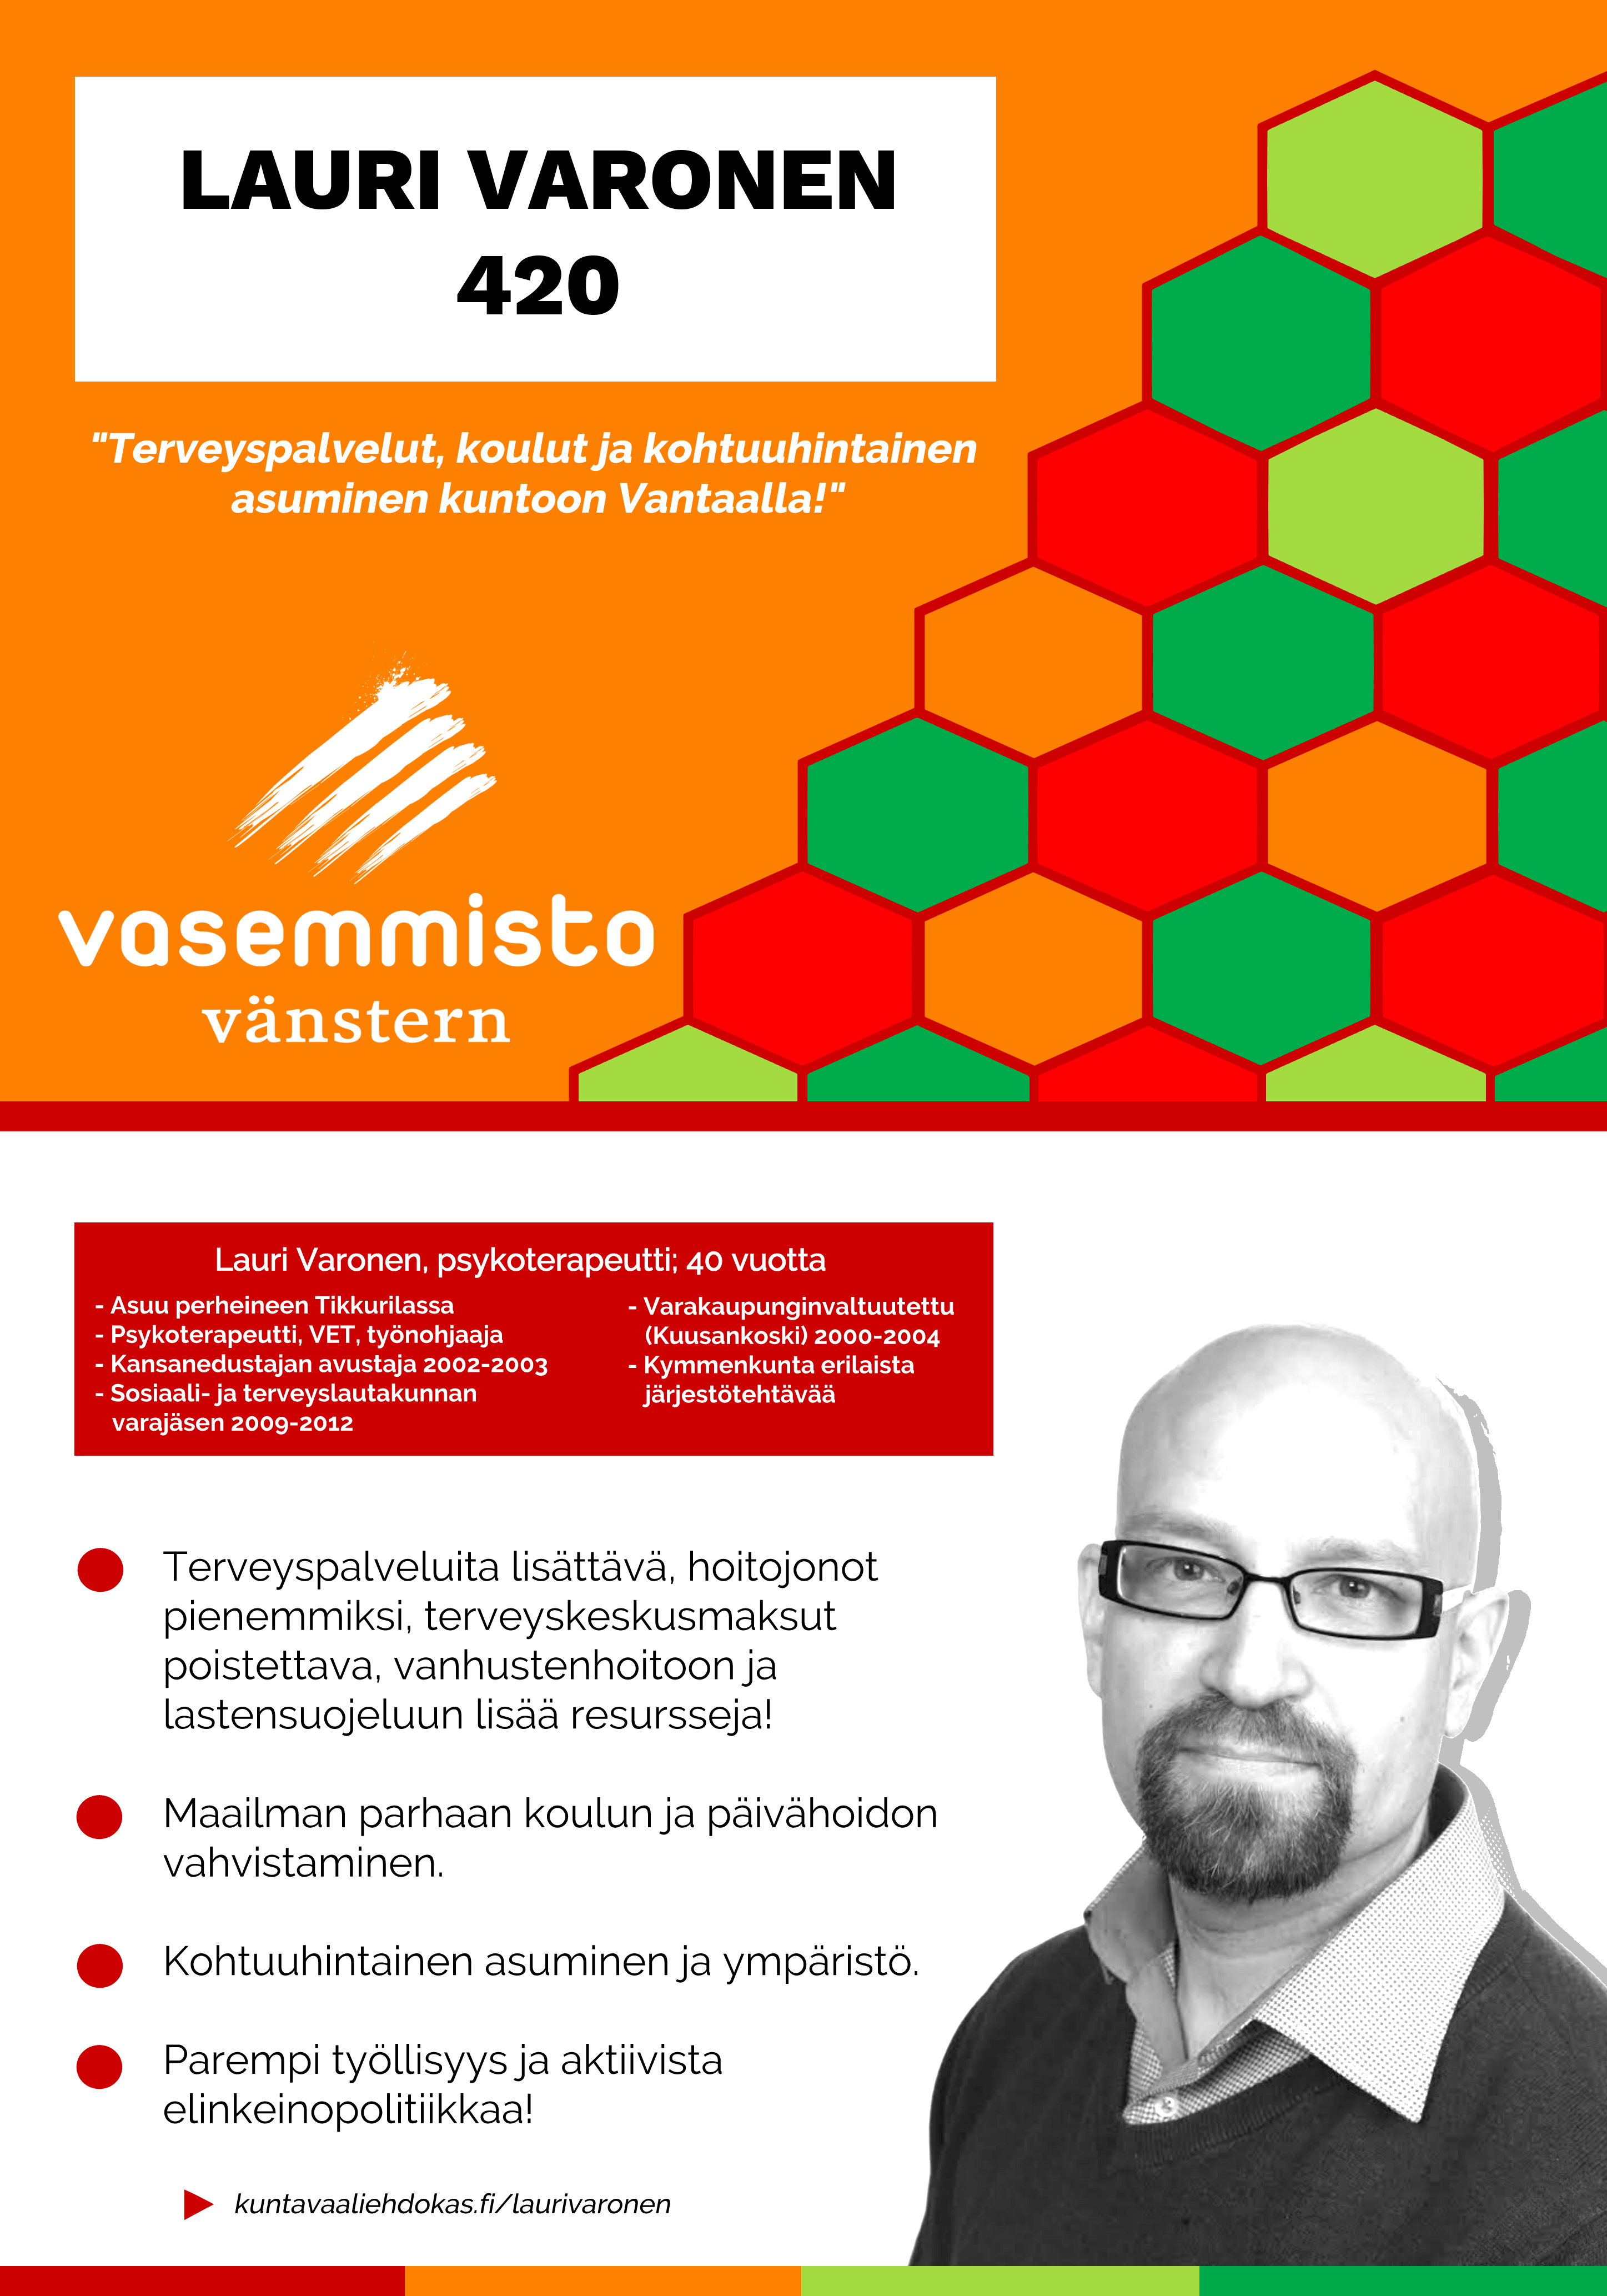 LAURI VARONEN
420
"Terveyspalvelut, koulut ja kohtuuhintainen
asuminen kuntoon Vantaalla!"
vasemmisto
vänstern
Lauri Varonen, psykoterapeutti; 40 vuotta
- Asuu perheineen Tikkurilassa
- Psykoterapeutti, VET, työnohjaaja
- Kansanedustajan avustaja 2002-2003
- Sosiaali- ja terveyslautakunnan
varajäsen 2009-2012
- Varakaupunginvaltuutettu
(Kuusankoski) 2000-2004
- Kymmenkunta erilaista
järjestötehtävää
Terveyspalveluita lisättävä, hoitojonot
pienemmiksi, terveyskeskusmaksut
poistettava, vanhustenhoitoon ja
lastensuojeluun lisää resursseja!
Maailman parhaan koulun ja päivähoidon
vahvistaminen.
Kohtuuhintainen asuminen ja ympäristö.
Parempi työllisyys ja aktiivista
elinkeinopolitiikkaa!
kuntavaaliehdokas.fi/laurivaronen